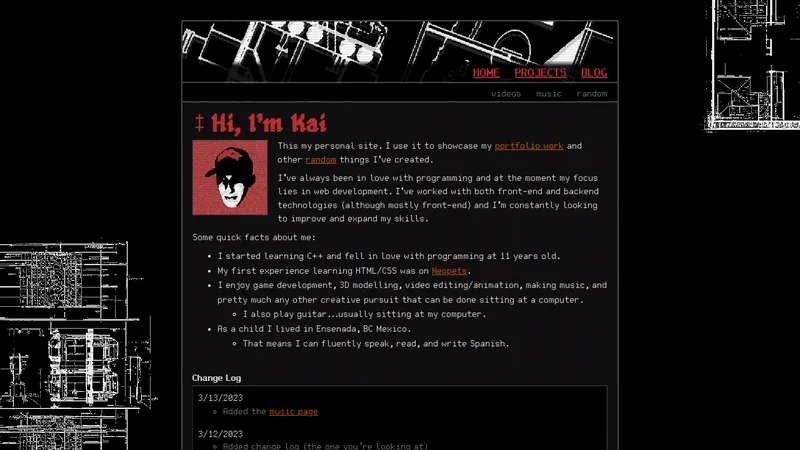 HOME PROJECTS BLOG
videos music random
‡ Hi, I'm Kai
This my personal site. I use it to showcase my portfolio work and
other random things I've created.
I've always been in love with programming and at the moment my focus
lies in web development. I've worked with both front-end and backend
technologies (although mostly front-end) and I'm constantly looking
to improve and expand my skills.
Some quick facts about me:
• I started learning C++ and fell in love with programming at 11 years old.
• My first experience learning HTML/CSS was on Neopets.
• I enjoy game development, 3D modelling, video editing/animation, making music, and
pretty much any other creative pursuit that can be done sitting at a computer.
◦ I also play guitar...usually sitting at my computer.
• As a child I lived in Ensenada, BC Mexico.
◦ That means I can fluently speak, read, and write Spanish.
Change Log
3/13/2023
◦ Added the music page
3/12/2023
◦ Added change log (the one you're looking at)